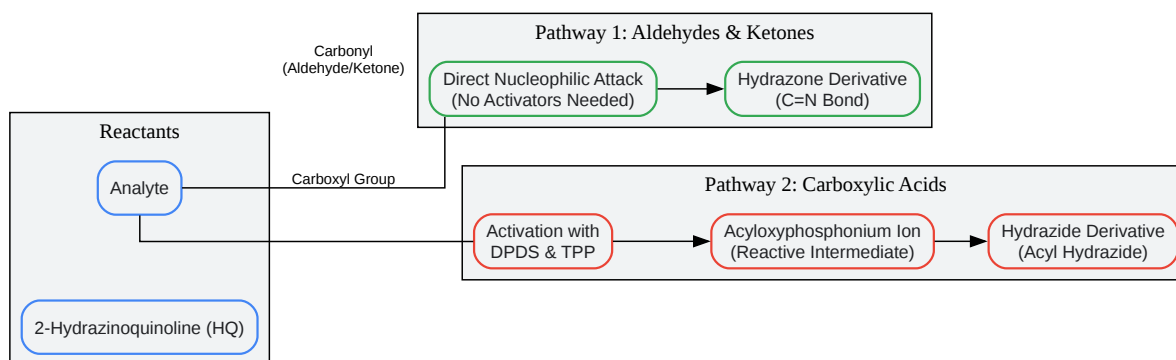 Pathway 1: Aldehydes & Ketones
Carbonyl
(Aldehyde/Ketone)
Direct Nucleophilic Attack
(No Activators Needed)
Hydrazone Derivative
(C=N Bond)
Reactants
Analyte
Carboxyl Group
Pathway 2: Carboxylic Acids
Activation with
DPDS & TPP
Acyloxyphosphonium Ion
(Reactive Intermediate)
Hydrazide Derivative
(Acyl Hydrazide)
2-Hydrazinoquinoline (HQ)